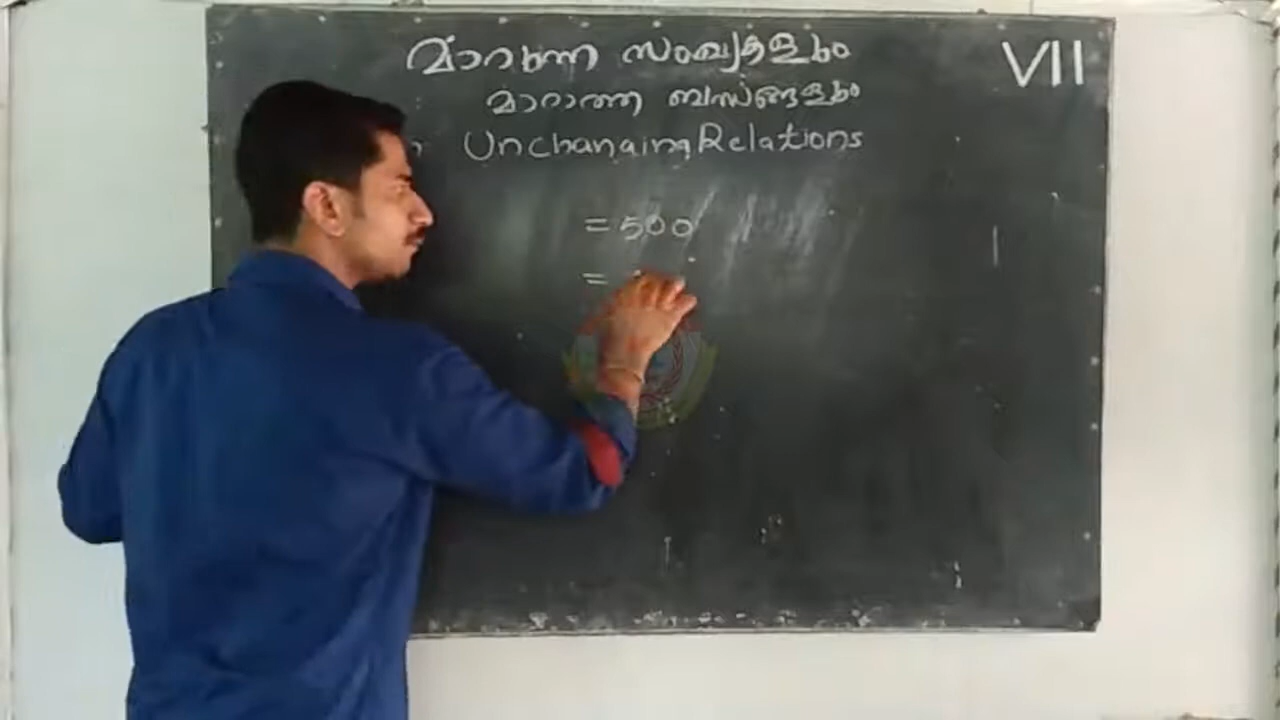 മാറുന്ന സംഖ്യകളും
VII
മാറാത്ത ബന്ധങ്ങളും
Unchanging Relations
= 500
=